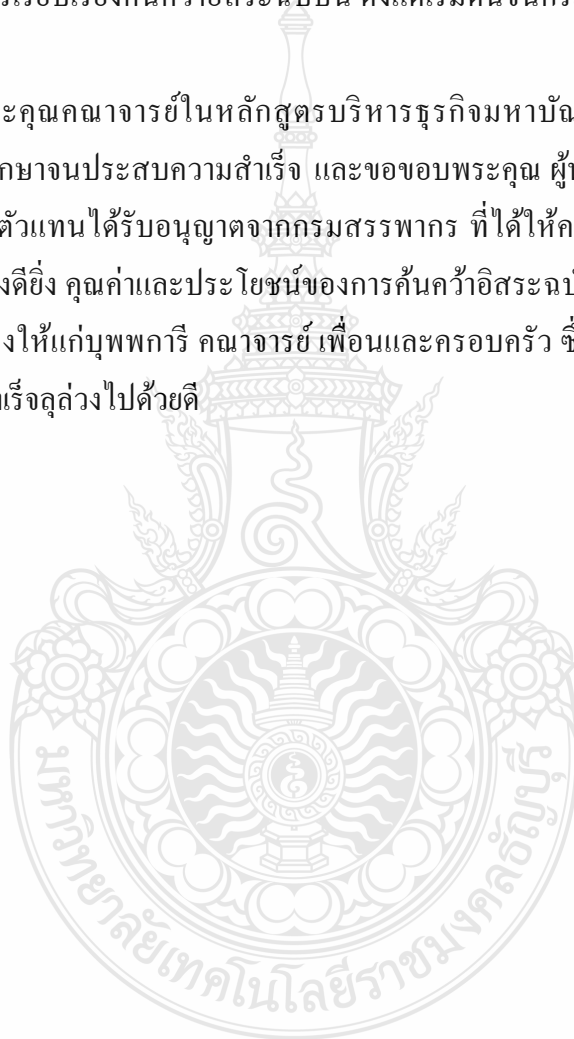 ะคุณคณาจารย์ในหลักสูตรบริหารธุรกิจมหาบัณ
กษาจนประสบความสำเร็จ และขอขอบพระคุณ ผู้
ตัวแทนได้รับอนุญาตจากกรมสรรพากร ที่ได้ให้ค
งดียิ่ง คุณค่าและประโยชน์ของการค้นคว้าอิสระฉบั
งให้แก่บุพพการี คณาจารย์ เพื่อนและครอบครัว ซึ่
เร็จลุล่วงไปด้วยดี
มหาวิทยาลัยเทคโนโลยีราชมงคลธัญบุรี